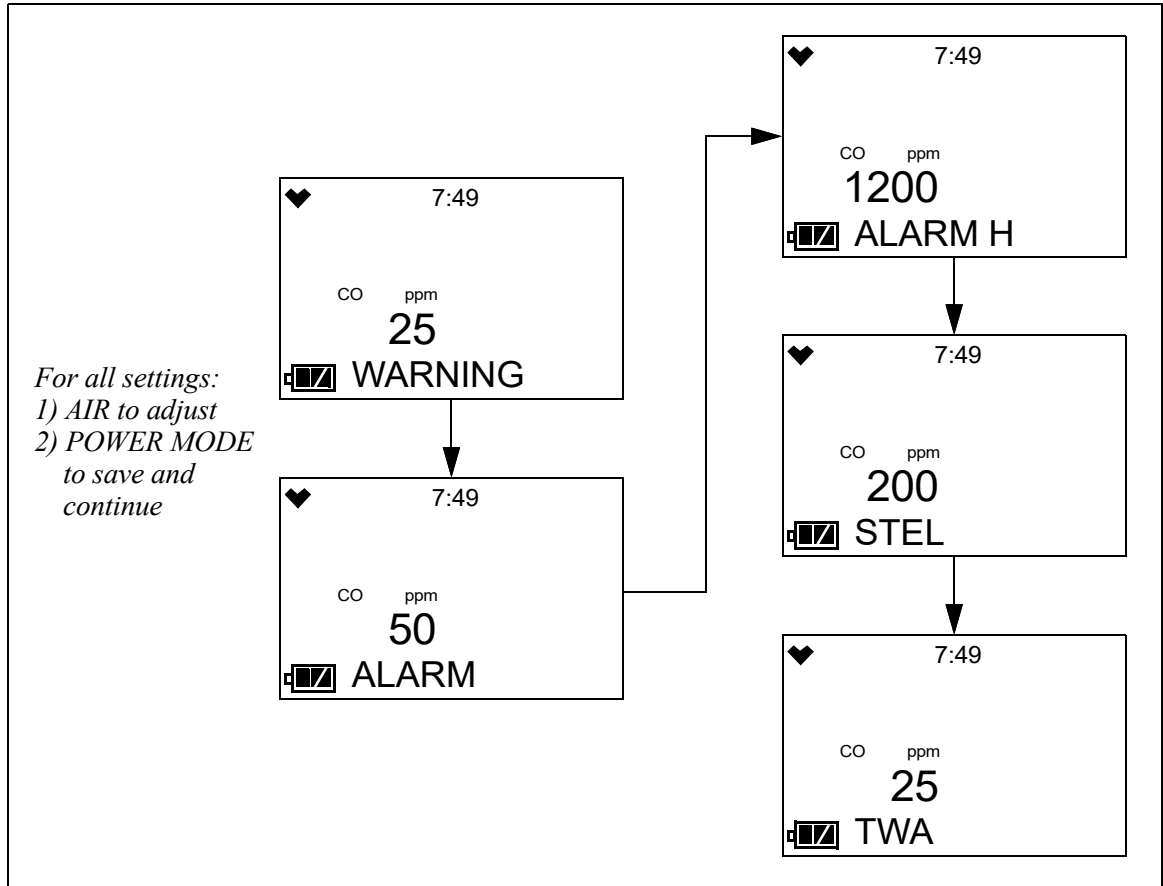 For all settings:
1) AIR to adjust
2) POWER MODE
to save and
continue
7:49
CO ppm
25
WARNING
7:49
CO ppm
50
ALARM
7:49
CO ppm
1200
ALARM H
7:49
CO ppm
200
STEL
7:49
CO ppm
25
TWA